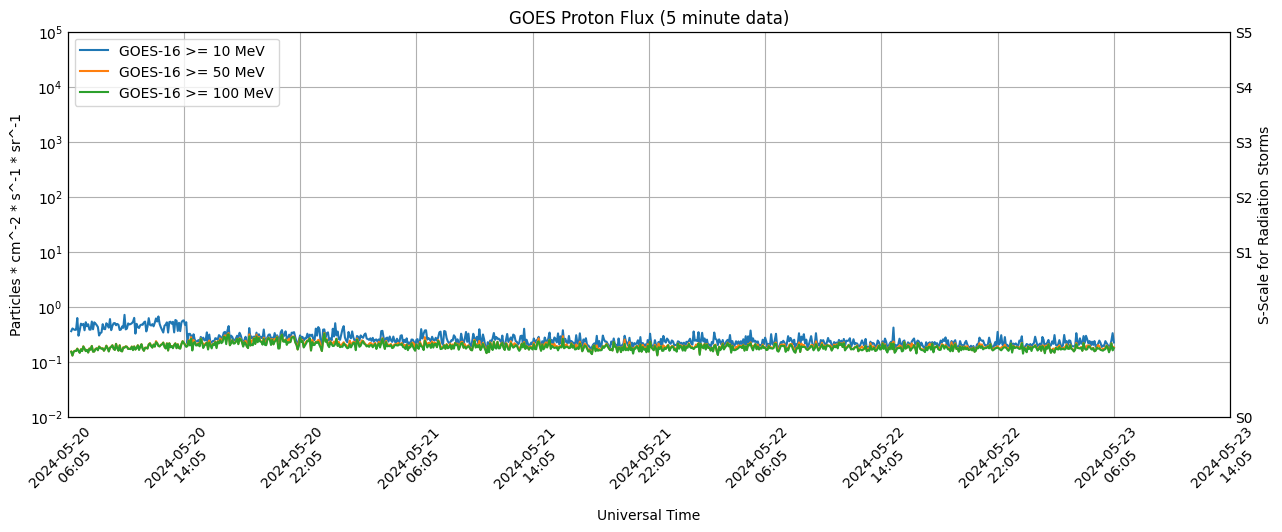 GOES Proton Flux (5 minute data)
GOES-16 >= 10 MeV
GOES-16 >= 50 MeV
GOES-16 >= 100 MeV
Particles * cm^-2 * s^-1 * sr^-1
10^5
10^4
10^3
10^2
10^1
10^0
10^-1
10^-2
S5
S4
S3
S2
S1
S0
S-Scale for Radiation Storms
2024-05-20
06:05
2024-05-20
14:05
2024-05-20
22:05
2024-05-21
06:05
2024-05-21
14:05
2024-05-21
22:05
2024-05-22
06:05
2024-05-22
14:05
2024-05-22
22:05
2024-05-23
06:05
2024-05-23
14:05
Universal Time